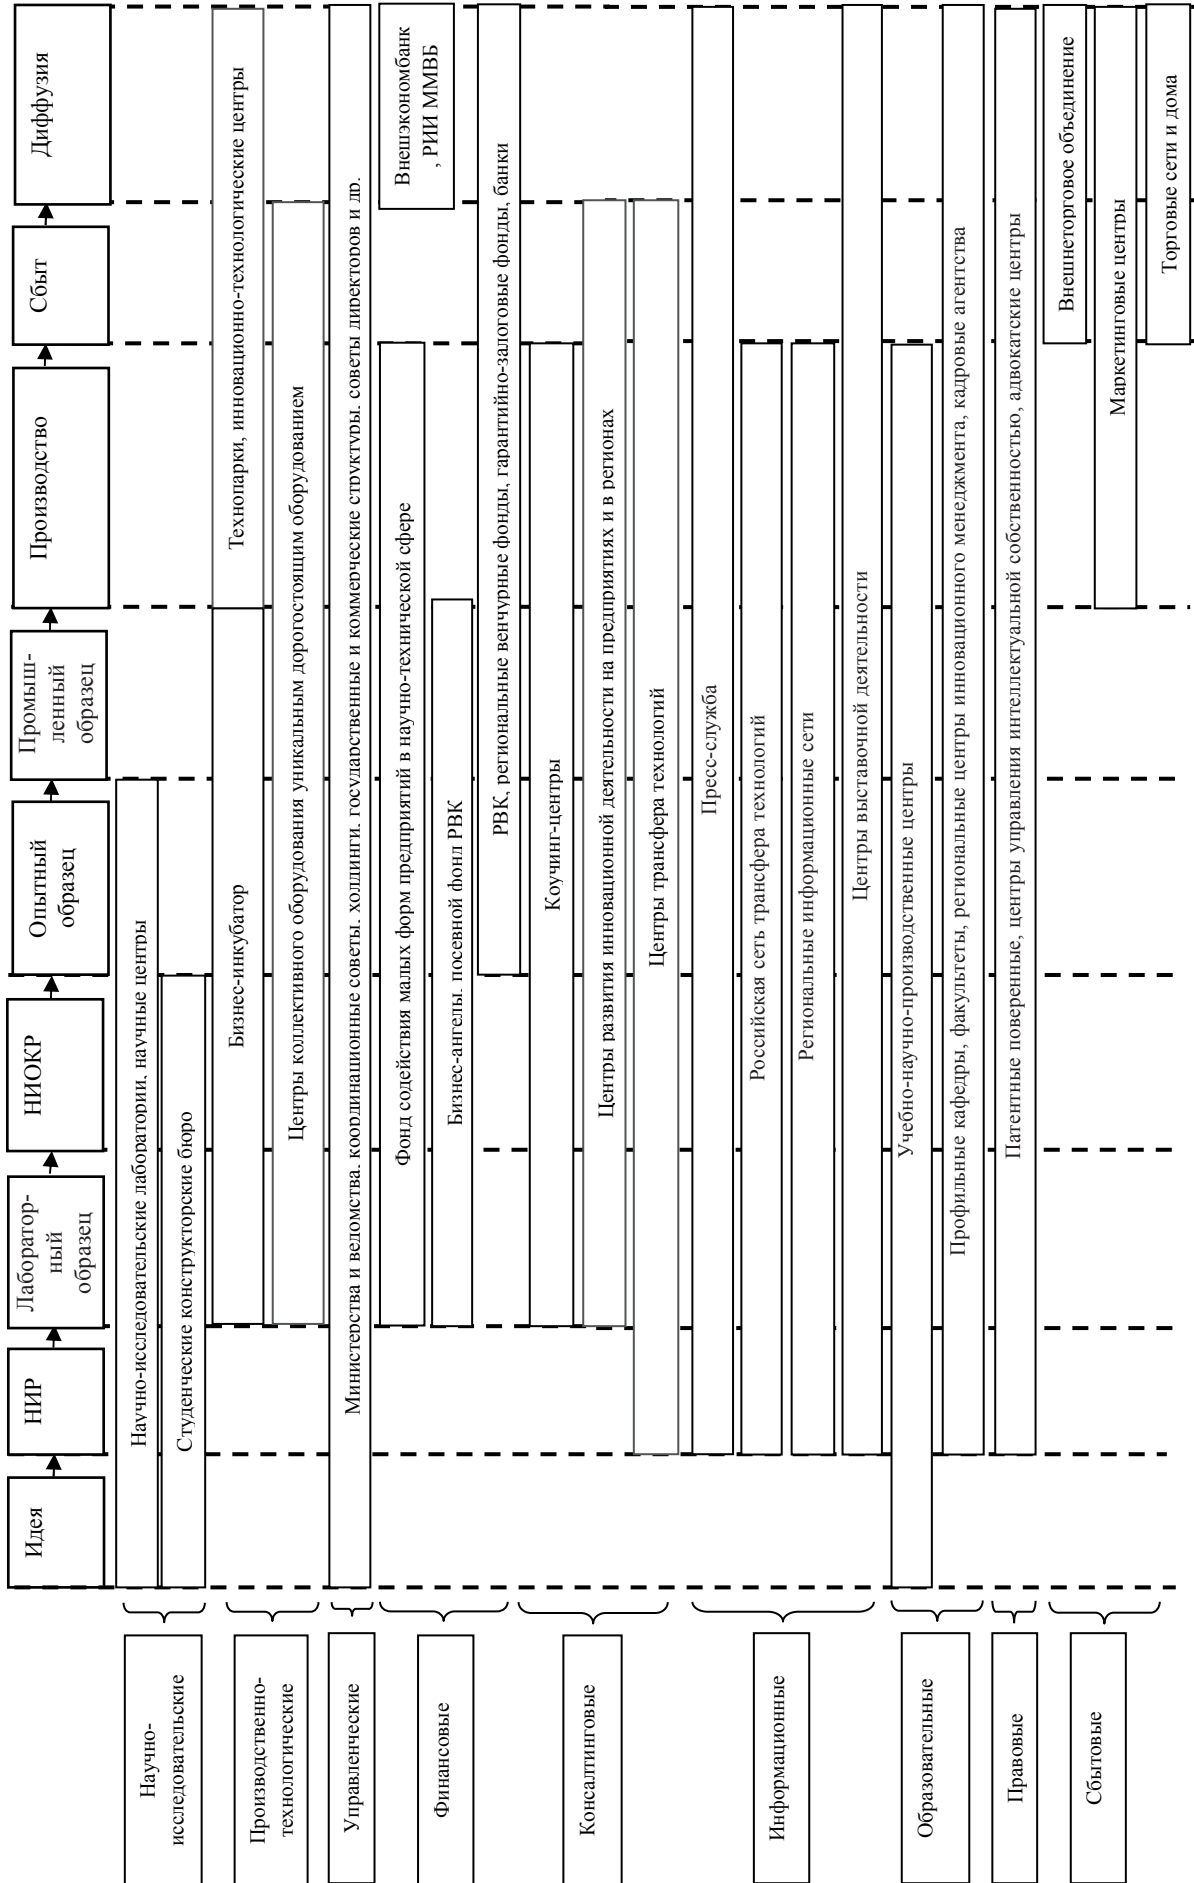 Идея
НИР
Лаборатор-
ный
образец
НИОКР
Опытный
образец
Промыш-
ленный
образец
Производство
Сбыт
Диффузия
Научно-
исследовательские
Научно-исследовательские лаборатории, научные центры
Студенческие конструкторские бюро
Производственно-
технологические
Бизнес-инкубатор
Технопарки, инновационно-технологические центры
Центры коллективного оборудования уникальным дорогостоящим оборудованием
Управленческие
Министерства и ведомства, координационные советы, холдинги, государственные и коммерческие структуры, советы директоров и др.
Финансовые
Фонд содействия малых форм предприятий в научно-технической сфере
Внешэкономбанк
, РИИ ММВБ
Бизнес-ангелы, посевной фонд РВК
РВК, региональные венчурные фонды, гарантийно-залоговые фонды, банки
Консалтинговые
Коучинг-центры
Центры развития инновационной деятельности на предприятиях и в регионах
Центры трансфера технологий
Информационные
Пресс-служба
Российская сеть трансфера технологий
Региональные информационные сети
Центры выставочной деятельности
Образовательные
Учебно-научно-производственные центры
Профильные кафедры, факультеты, региональные центры инновационного менеджмента, кадровые агентства
Правовые
Патентные поверенные, центры управления интеллектуальной собственностью, адвокатские центры
Сбытовые
Внешнеторговое объединение
Маркетинговые центры
Торговые сети и дома